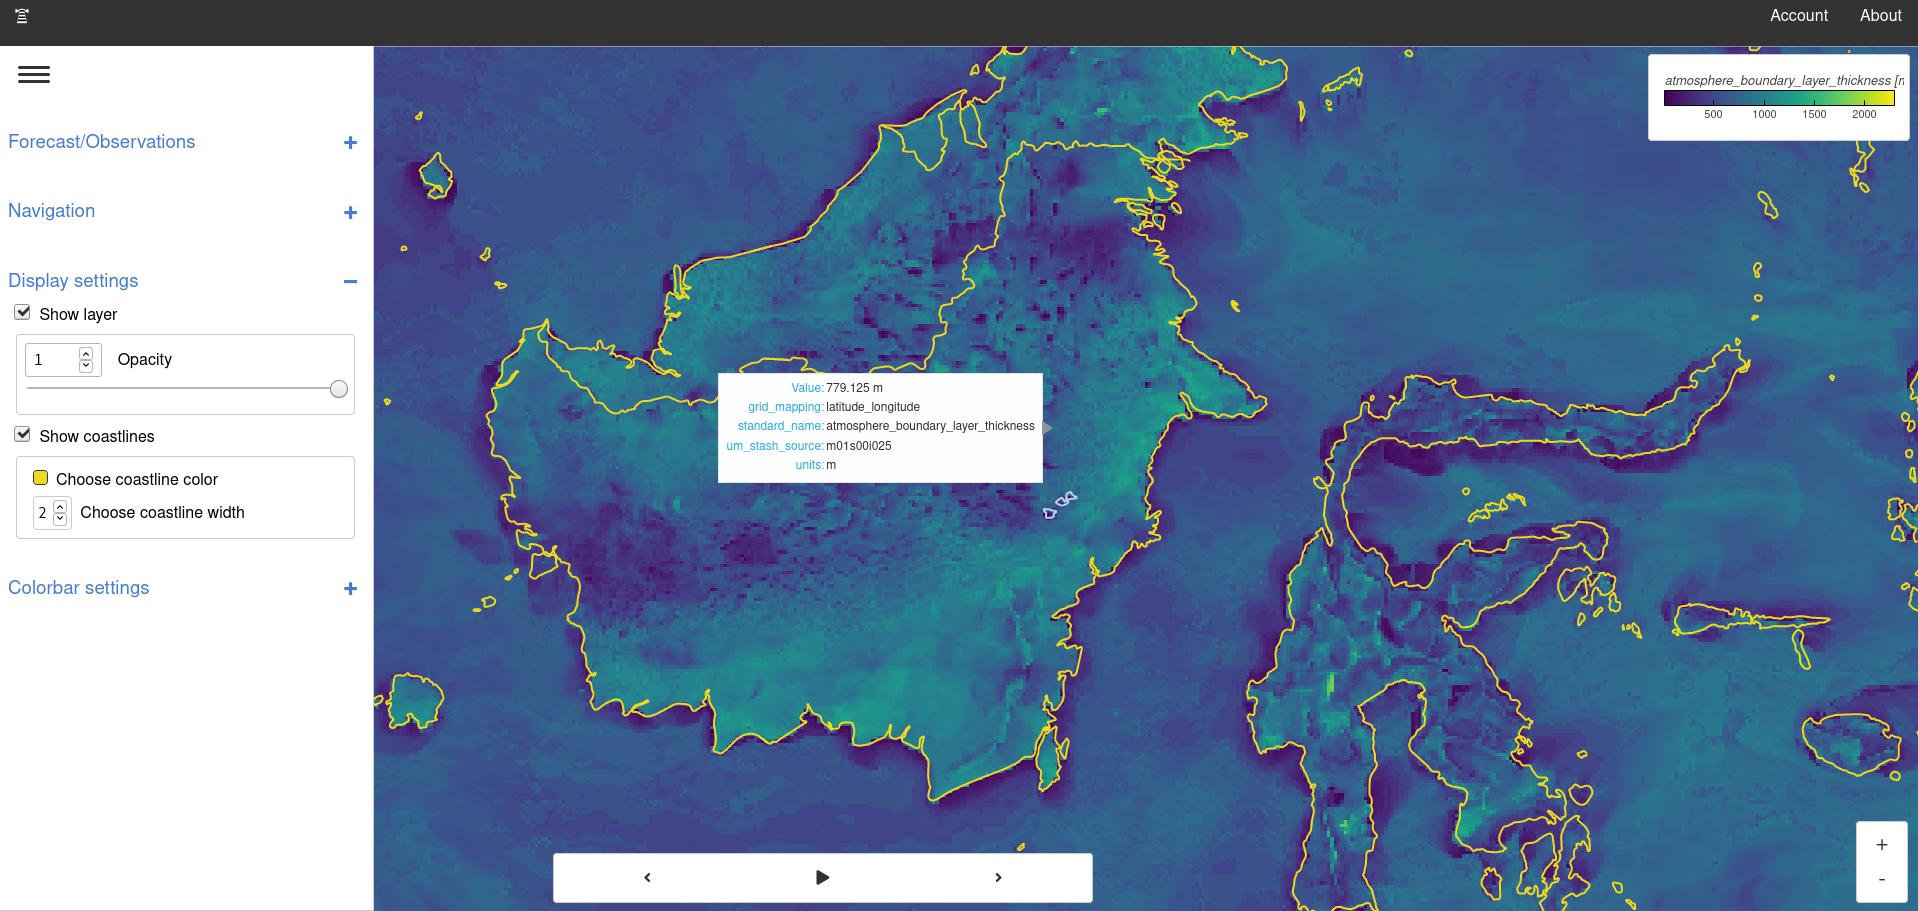 Account About
Forecast/Observations +
Navigation +
Display settings −
Show layer
1 Opacity
Show coastlines
Choose coastline color
2 Choose coastline width
Colorbar settings +
atmosphere_boundary_layer_thickness [m
500 1000 1500 2000
Value: 779.125 m
grid_mapping: latitude_longitude
standard_name: atmosphere_boundary_layer_thickness
um_stash_source: m01s00i025
units: m
+
-